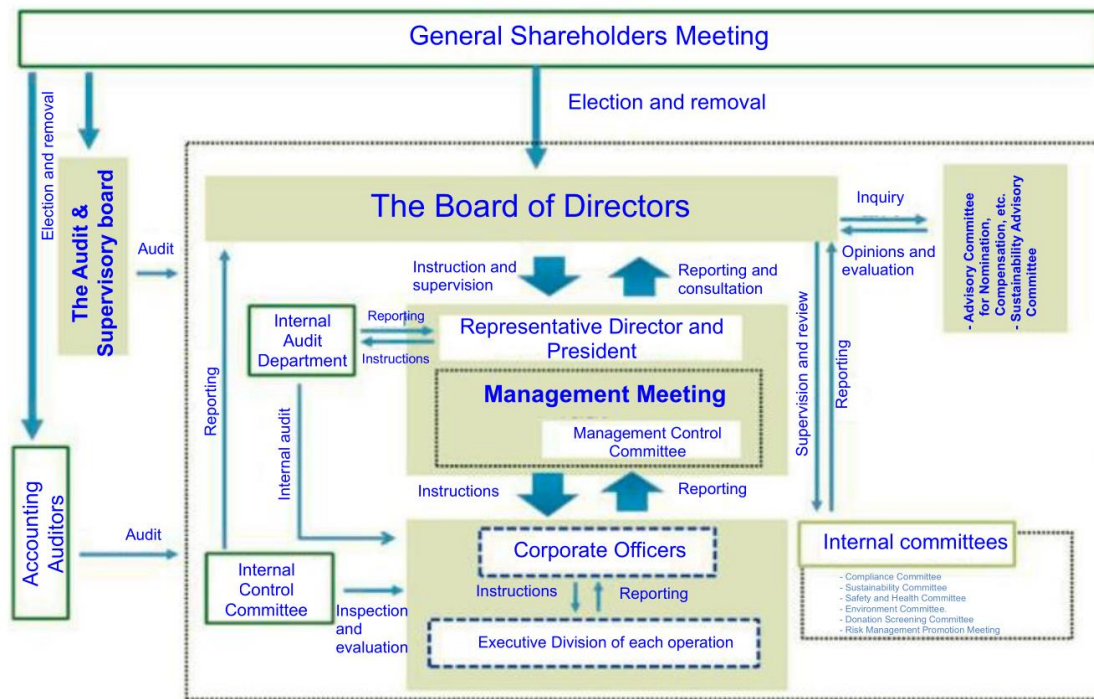 General Shareholders Meeting
Election and removal
Election and removal
The Audit &
Supervisory board
Audit
The Board of Directors
Inquiry
Opinions and
evaluation
- Advisory Committee
for Nomination,
Compensation, etc.
- Sustainability Advisory
Committee
Instruction and
supervision
Reporting and
consultation
Internal
Audit
Department
Reporting
Instructions
Representative Director and
President
Management Meeting
Management Control
Committee
Supervision and review
Reporting
Reporting
Internal audit
Instructions
Reporting
Accounting
Auditors
Audit
Internal
Control
Committee
Inspection
and
evaluation
Corporate Officers
Instructions
Reporting
Executive Division of each operation
Internal committees
- Compliance Committee
- Sustainability Committee
- Safety and Health Committee
- Environment Committee.
- Donation Screening Committee
- Risk Management Promotion Meeting